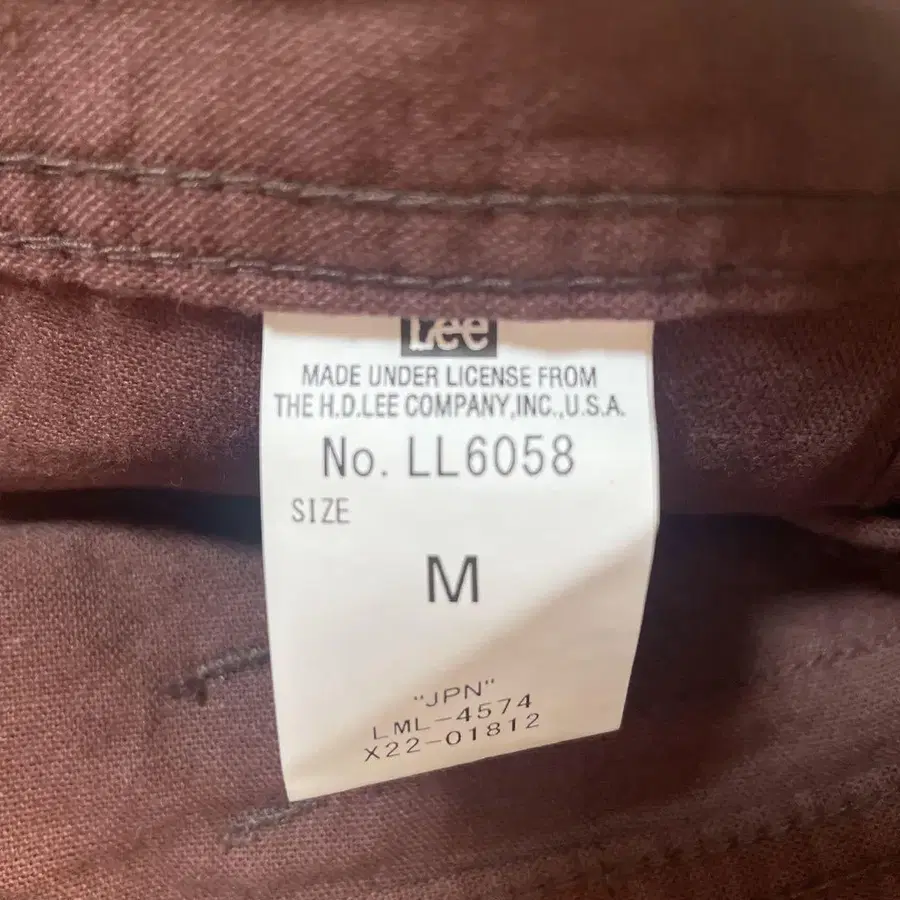 Lee
MADE UNDER LICENSE FROM
THE H.D.LEE COMPANY,INC.,U.S.A.
No. LL6058
SIZE
M
"JPN"
LML-4574
X22-01812